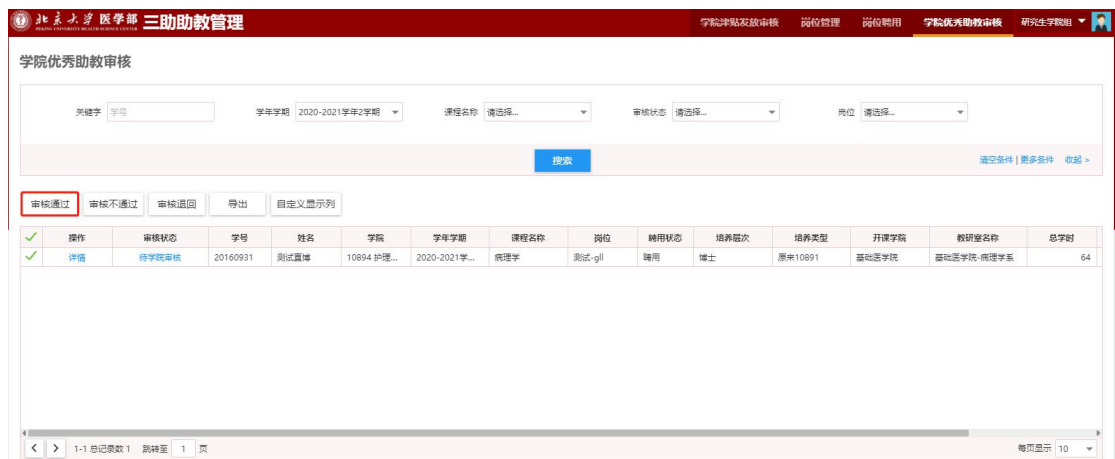 北京大学 医学部 三助助教管理 学院津贴发放审核 岗位管理 岗位聘用 学院优秀助教审核 研究生学院组
PEKING UNIVERSITY HEALTH SCIENCE CENTER
学院优秀助教审核
关键字 学号 学年学期 2020-2021学年2学期 课程名称 请选择... 审核状态 请选择... 岗位 请选择...
搜索 清空条件 | 更多条件 收起 >
审核通过 审核不通过 审核退回 导出 自定义显示列
操作 审核状态 学号 姓名 学院 学年学期 课程名称 岗位 聘用状态 培养层次 培养类型 开课学院 教研室名称 总学时
详情 待学院审核 20160931 测试直博 10894 护理... 2020-2021学... 病理学 测试-gll 聘用 博士 原来10891 基础医学院 基础医学院-病理学系 64
< > 1-1 总记录数 1 跳转至 1 页 每页显示 10